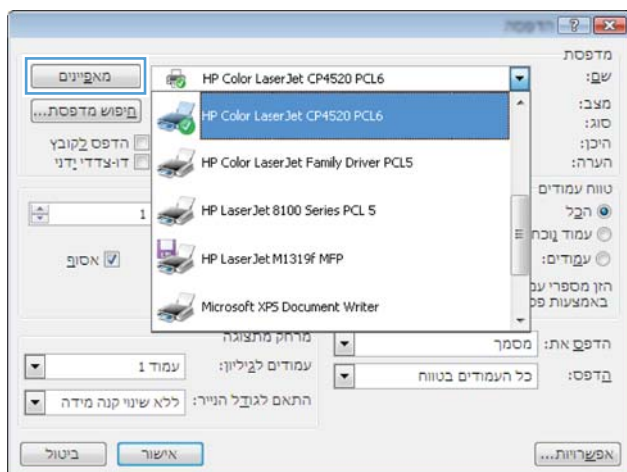 הדפסה
מדפסת
שם:
HP Color LaserJet CP4520 PCL6
מאפיינים
מצב:
סוג:
היכן:
הערה:
HP Color LaserJet CP4520 PCL6
HP Color LaserJet Family Driver PCL5
HP LaserJet 8100 Series PCL 5
HP LaserJet M1319f MFP
Microsoft XPS Document Writer
חיפוש מדפסת...
הדפס לקובץ
דו-צדדי ידני
טווח עמודים
הכל
עמוד
עמודים:
הזן מספרי
באמצעות
1
אסוף
הדפס את: מסמך
הדפס: כל העמודים בטווח
מרחק מתצוגה
עמודים לגיליון: עמוד 1
התאם לגודל הנייר: ללא שינוי קנה מידה
אפשרויות...
אישור
ביטול